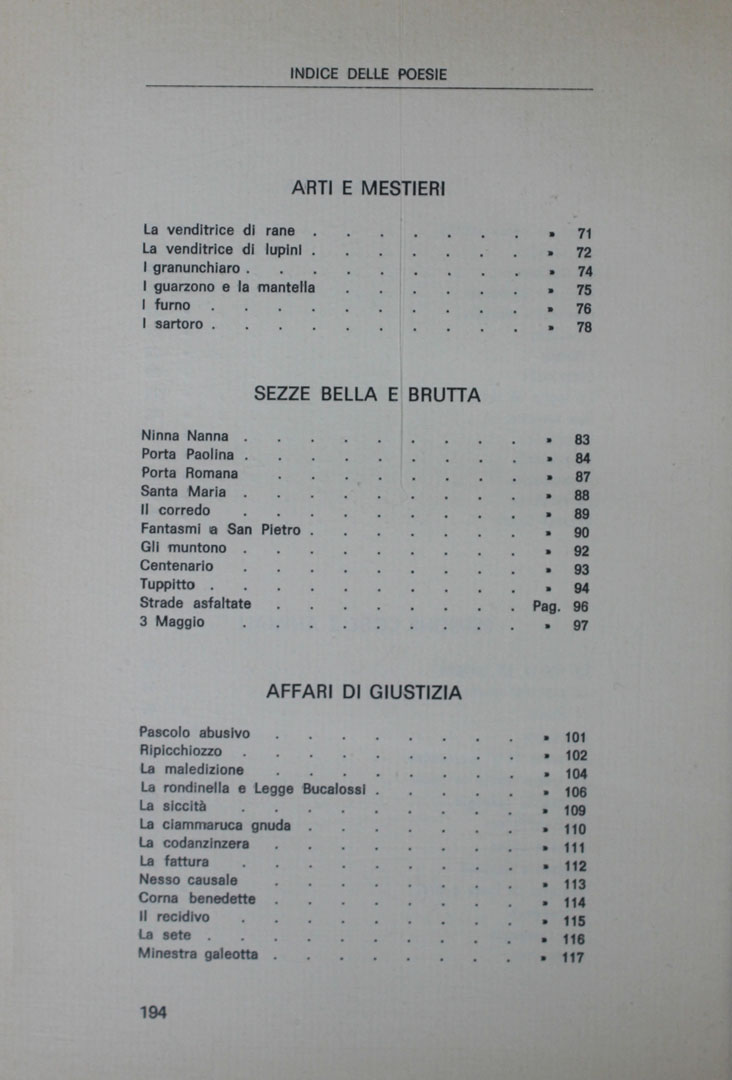 INDICE DELLE POESIE
ARTI E MESTIERI
La venditrice di rane . . . . . . . » 71
La venditrice di lupini . . . . . . . » 72
I granunchiaro . . . . . . . . . » 74
I guarzono e la mantella . . . . . . » 75
I furno . . . . . . . . . . » 76
I sartoro . . . . . . . . . . » 78
SEZZE BELLA E BRUTTA
Ninna Nanna . . . . . . . . . » 83
Porta Paolina . . . . . . . . . » 84
Porta Romana . . . . . . . . » 87
Santa Maria . . . . . . . . . » 88
Il corredo . . . . . . . . . » 89
Fantasmi a San Pietro . . . . . . . » 90
Gli muntono . . . . . . . . . » 92
Centenario . . . . . . . . . » 93
Tuppitto . . . . . . . . . . » 94
Strade asfaltate . . . . . . . . Pag. 96
3 Maggio . . . . . . . . . » 97
AFFARI DI GIUSTIZIA
Pascolo abusivo . . . . . . . . » 101
Ripicchiozzo . . . . . . . . . » 102
La maledizione . . . . . . . . » 104
La rondinella e Legge Bucalossi . . . . . » 106
La siccità . . . . . . . . . » 109
La ciammaruca gnuda . . . . . . . » 110
La codanzinzera . . . . . . . . » 111
La fattura . . . . . . . . . » 112
Nesso causale . . . . . . . . » 113
Corna benedette . . . . . . . . » 114
Il recidivo . . . . . . . . . » 115
La sete . . . . . . . . . . » 116
Minestra galeotta . . . . . . . . » 117
194